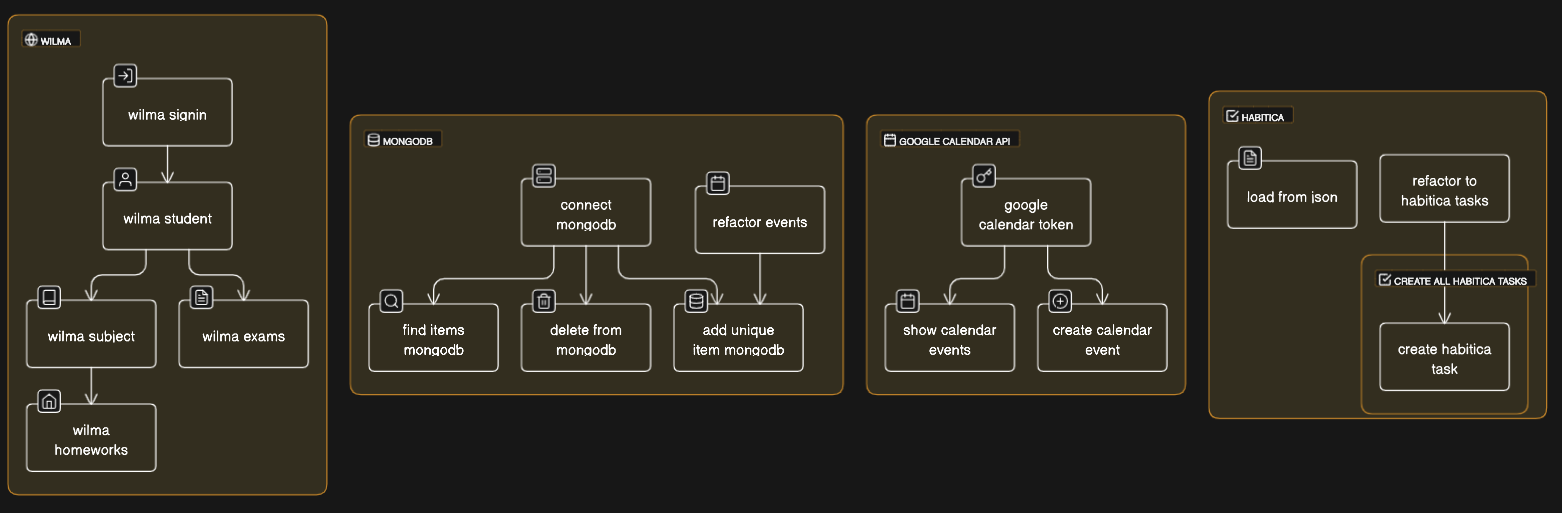 WILMA
wilma signin
wilma student
wilma subject
wilma exams
wilma
homeworks
MONGODB
connect
mongodb
refactor events
find items
mongodb
delete from
mongodb
add unique
item mongodb
GOOGLE CALENDAR API
google
calendar token
show calendar
events
create calendar
event
HABITICA
load from json
refactor to
habitica tasks
CREATE ALL HABITICA TASKS
create habitica
task